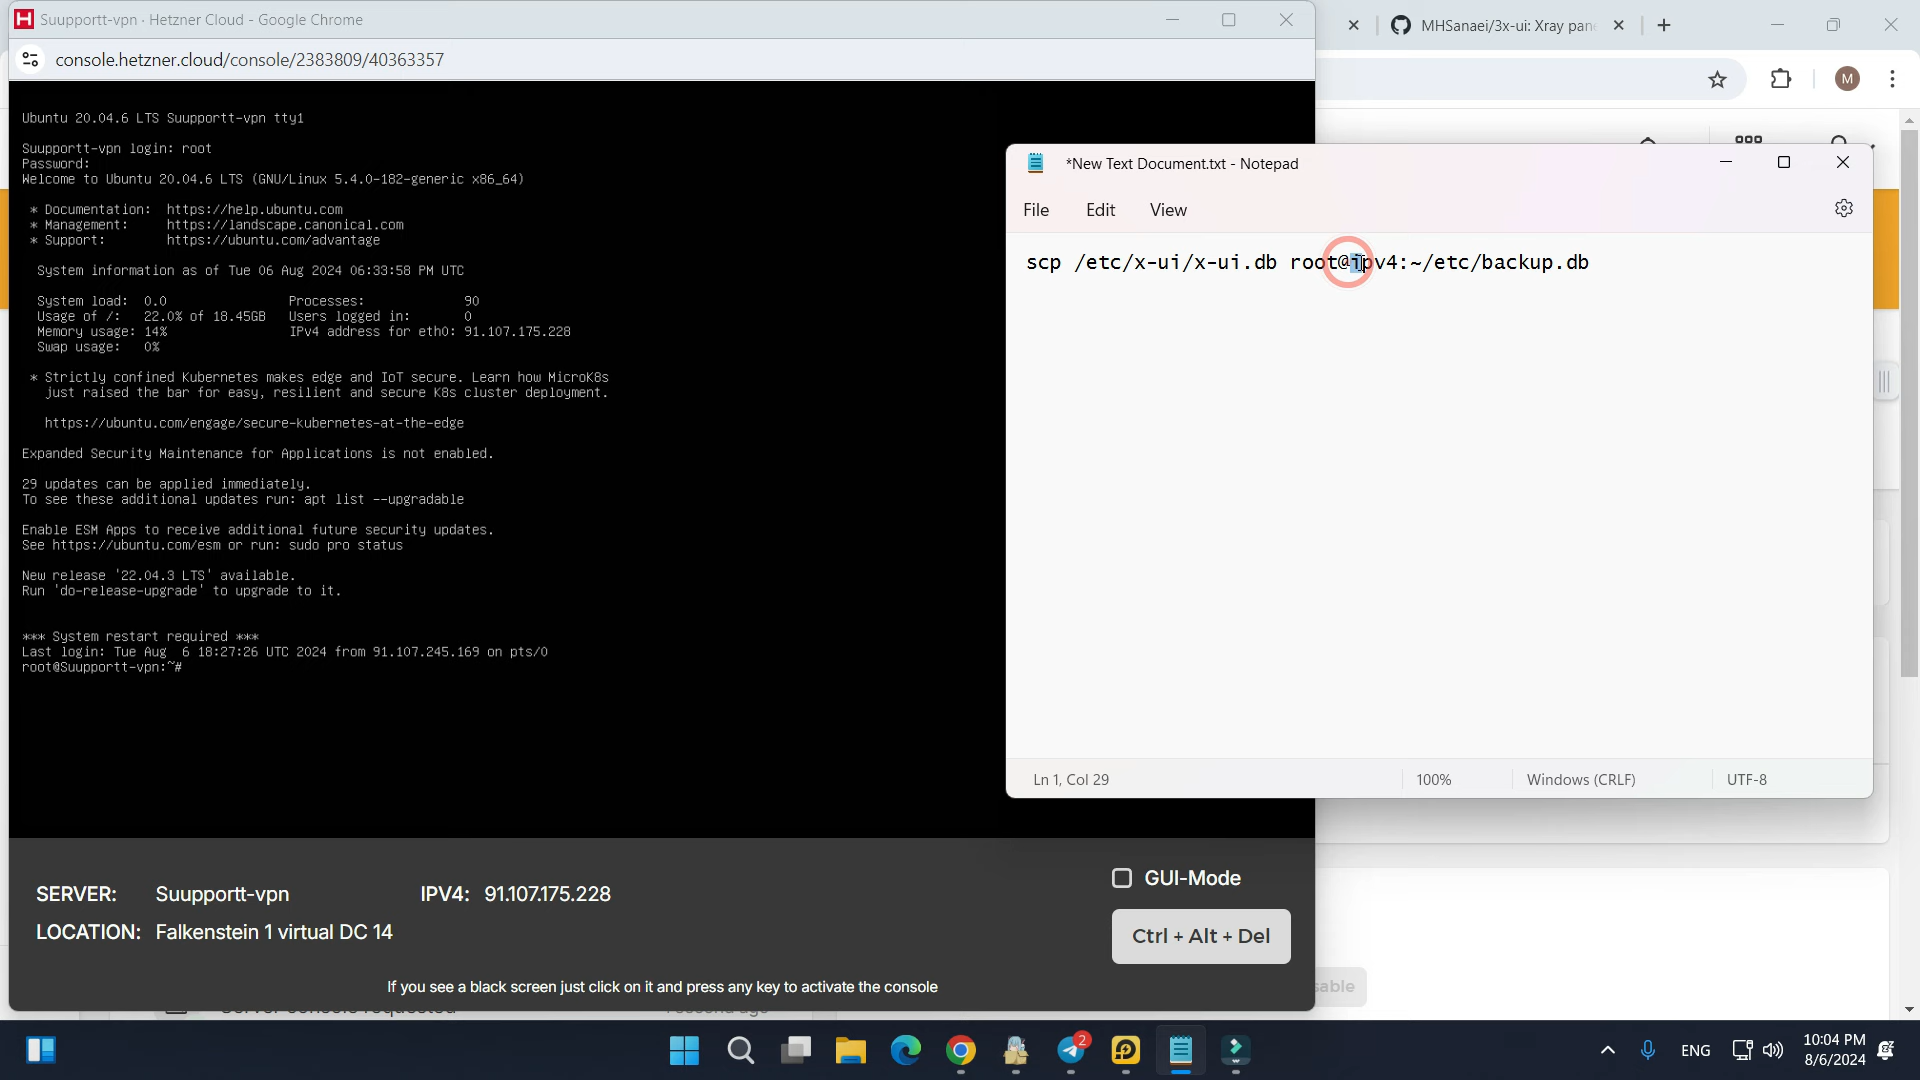 Suupportt-vpn · Hetzner Cloud - Google Chrome
MHSanaei/3x-ui: Xray pan
console.hetzner.cloud/console/2383809/40363357
M
Ubuntu 20.04.6 LTS Suupportt-vpn tty1
Suupportt-vpn login: root
Password:
Welcome to Ubuntu 20.04.6 LTS (GNU/Linux 5.4.0-182-generic x86_64)
* Documentation: https://help.ubuntu.com
* Management: https://landscape.canonical.com
* Support: https://ubuntu.com/advantage
System information as of Tue 06 Aug 2024 06:33:58 PM UTC
System load: 0.0 Processes: 90
Usage of /: 22.0% of 18.45GB Users logged in: 0
Memory usage: 14% IPv4 address for eth0: 91.107.175.228
Swap usage: 0%
* Strictly confined Kubernetes makes edge and IoT secure. Learn how MicroK8s
just raised the bar for easy, resilient and secure K8s cluster deployment.
https://ubuntu.com/engage/secure-kubernetes-at-the-edge
Expanded Security Maintenance for Applications is not enabled.
29 updates can be applied immediately.
To see these additional updates run: apt list --upgradable
Enable ESM Apps to receive additional future security updates.
See https://ubuntu.com/esm or run: sudo pro status
New release '22.04.3 LTS' available.
Run 'do-release-upgrade' to upgrade to it.
*** System restart required ***
Last login: Tue Aug 6 18:27:26 UTC 2024 from 91.107.245.169 on pts/0
root@Suupportt-vpn:~#
*New Text Document.txt - Notepad
File Edit View
scp /etc/x-ui/x-ui.db root@ipv4:~/etc/backup.db
Ln 1, Col 29 100% Windows (CRLF) UTF-8
SERVER: Suupportt-vpn IPV4: 91.107.175.228
LOCATION: Falkenstein 1 virtual DC 14
GUI-Mode
Ctrl + Alt + Del
If you see a black screen just click on it and press any key to activate the console
sable
2
ENG
10:04 PM
8/6/2024